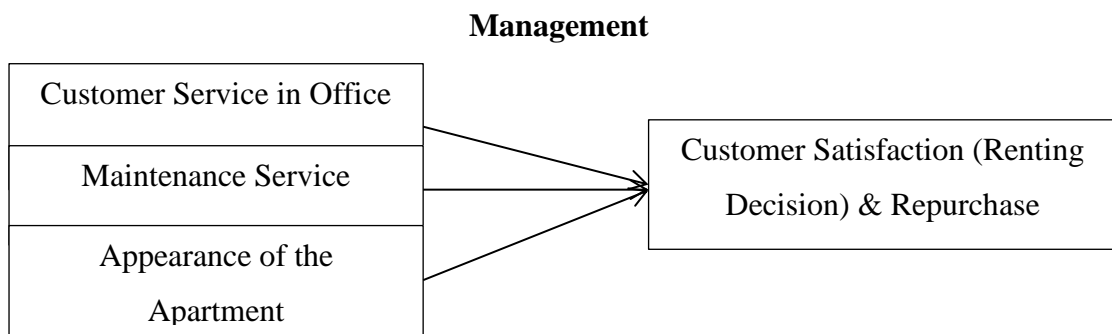 Management
Customer Service in Office
Maintenance Service
Appearance of the
Apartment
Customer Satisfaction (Renting
Decision) & Repurchase